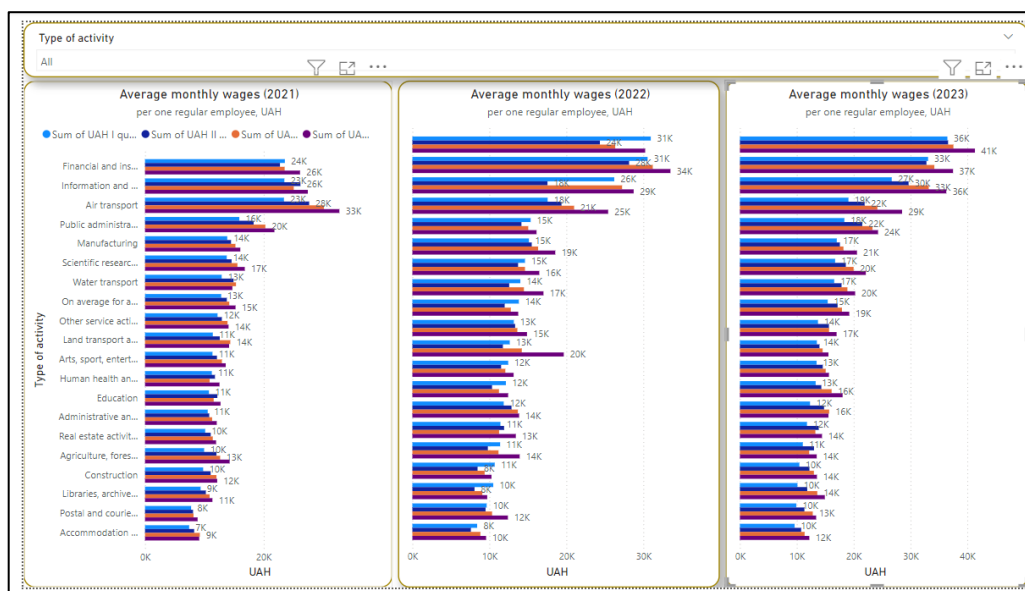 Type of activity
All
Average monthly wages (2021)
per one regular employee, UAH
Sum of UAH I qu... Sum of UAH II ... Sum of UA... Sum of UA...
Type of activity
Financial and ins...
24K
26K
Information and ...
23K
26K
Air transport
23K
28K
33K
Public administra...
16K
20K
Manufacturing
14K
Scientific researc...
14K
17K
Water transport
13K
On average for a...
13K
15K
Other service acti...
12K
14K
Land transport a...
11K
14K
Arts, sport, entert...
11K
Human health an...
11K
Education
11K
Administrative an...
11K
Real estate activit...
10K
Agriculture, fores...
10K
13K
Construction
10K
12K
Libraries, archive...
9K
11K
Postal and courie...
8K
Accommodation ...
7K
9K
0K 20K
UAH
Average monthly wages (2022)
per one regular employee, UAH
31K
24K
31K
28K
34K
26K
18K
29K
18K
21K
25K
15K
15K
19K
15K
16K
14K
17K
14K
13K
15K
13K
20K
12K
12K
12K
14K
11K
13K
11K
14K
11K
8K
10K
8K
10K
12K
8K
10K
0K 10K 20K 30K
UAH
Average monthly wages (2023)
per one regular employee, UAH
36K
41K
33K
37K
27K
30K
33K
36K
19K
22K
29K
18K
22K
24K
17K
21K
17K
20K
17K
20K
15K
19K
14K
17K
14K
13K
13K
16K
12K
16K
12K
14K
11K
14K
10K
14K
10K
14K
10K
13K
10K
12K
0K 10K 20K 30K 40K
UAH